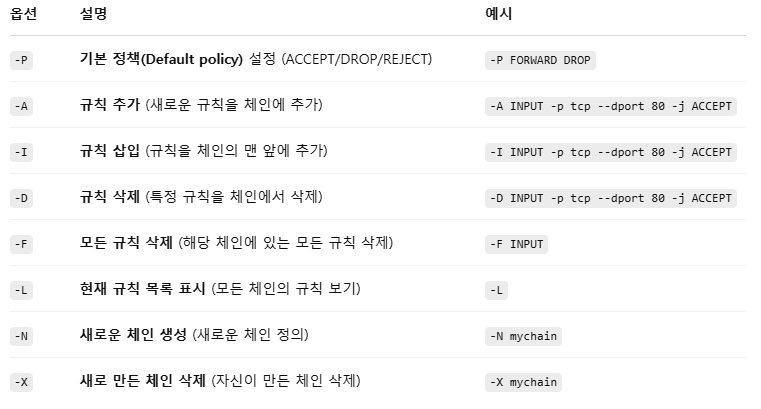 옵션 설명 예시
-P 기본 정책(Default policy) 설정 (ACCEPT/DROP/REJECT) -P FORWARD DROP
-A 규칙 추가 (새로운 규칙을 체인에 추가) -A INPUT -p tcp --dport 80 -j ACCEPT
-I 규칙 삽입 (규칙을 체인의 맨 앞에 추가) -I INPUT -p tcp --dport 80 -j ACCEPT
-D 규칙 삭제 (특정 규칙을 체인에서 삭제) -D INPUT -p tcp --dport 80 -j ACCEPT
-F 모든 규칙 삭제 (해당 체인에 있는 모든 규칙 삭제) -F INPUT
-L 현재 규칙 목록 표시 (모든 체인의 규칙 보기) -L
-N 새로운 체인 생성 (새로운 체인 정의) -N mychain
-X 새로 만든 체인 삭제 (자신이 만든 체인 삭제) -X mychain